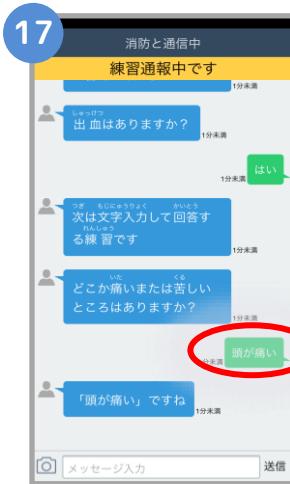 17
消防と通信中
練習通報中です
1分未満
しゅっけつ
出血はありますか?
1分未満
はい
1分未満
つぎ もじにゅうりょく かいとう
次は文字入力して回答す
れんしゅう
る練習です
1分未満
いた くる
どこか痛いまたは苦しい
ところはありますか?
1分未満
頭が痛い
分未満
「頭が痛い」ですね
1分未満
メッセージ入力
送信